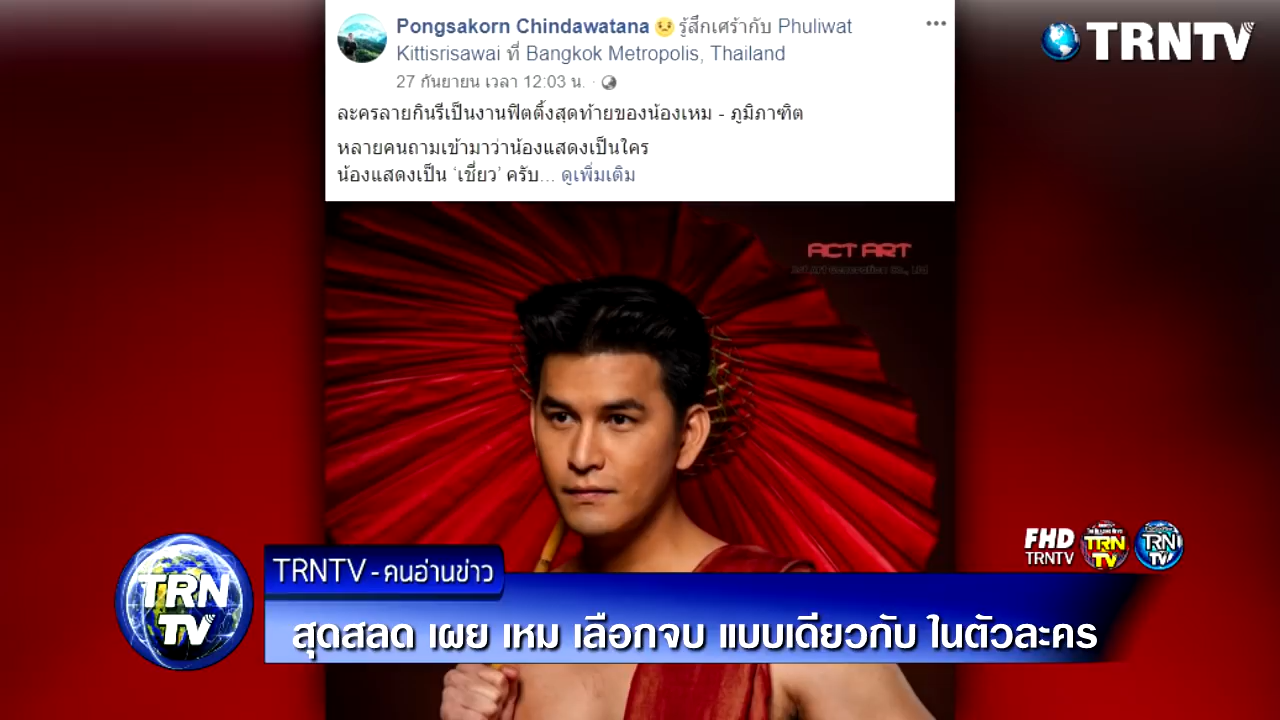 Pongsakorn Chindawatana 😟 รู้สึกเศร้ากับ Phuliwat
Kittisrisawai ที่ Bangkok Metropolis, Thailand
27 กันยายน เวลา 12:03 น. ·
ละครลายกินรีเป็นงานฟิตติ้งสุดท้ายของน้องเหม - ภูมิภาฑิต
หลายคนถามเข้ามาว่าน้องแสดงเป็นใคร
น้องแสดงเป็น ‘เชี่ยว’ ครับ... ดูเพิ่มเติม
TRNTV
ACT ART
Act Art Generation Co., Ltd
FHD
TRNTV
TRN
TV
TRN
TV
TRNTV - คนอ่านข่าว
TRN
TV
สุดสลด เผย เหม เลือกจบ แบบเดียวกับ ในตัวละคร